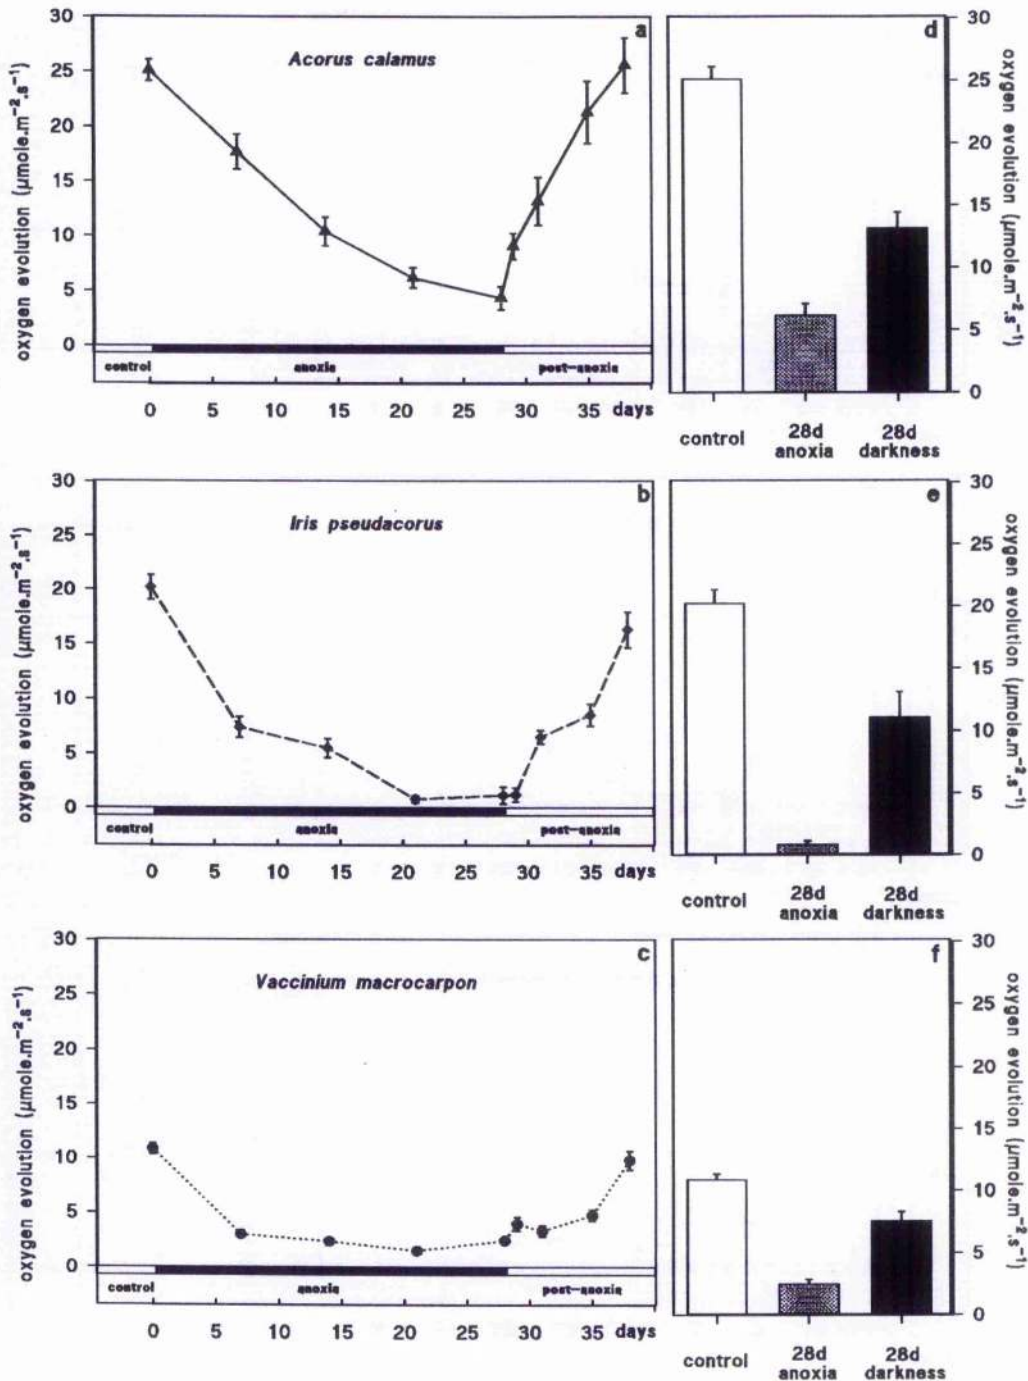 a
Acorus calamus
oxygen evolution (µmole.m⁻².s⁻¹)
30
25
20
15
10
5
0
control
anoxia
post-anoxia
0 5 10 15 20 25 30 35 days
d
oxygen evolution (µmole.m⁻².s⁻¹)
30
25
20
15
10
5
0
control
28d anoxia
28d darkness
b
Iris pseudacorus
oxygen evolution (µmole.m⁻².s⁻¹)
30
25
20
15
10
5
0
control
anoxia
post-anoxia
0 5 10 15 20 25 30 35 days
e
oxygen evolution (µmole.m⁻².s⁻¹)
30
25
20
15
10
5
0
control
28d anoxia
28d darkness
c
Vaccinium macrocarpon
oxygen evolution (µmole.m⁻².s⁻¹)
30
25
20
15
10
5
0
control
anoxia
post-anoxia
0 5 10 15 20 25 30 35 days
f
oxygen evolution (µmole.m⁻².s⁻¹)
30
25
20
15
10
5
0
control
28d anoxia
28d darkness